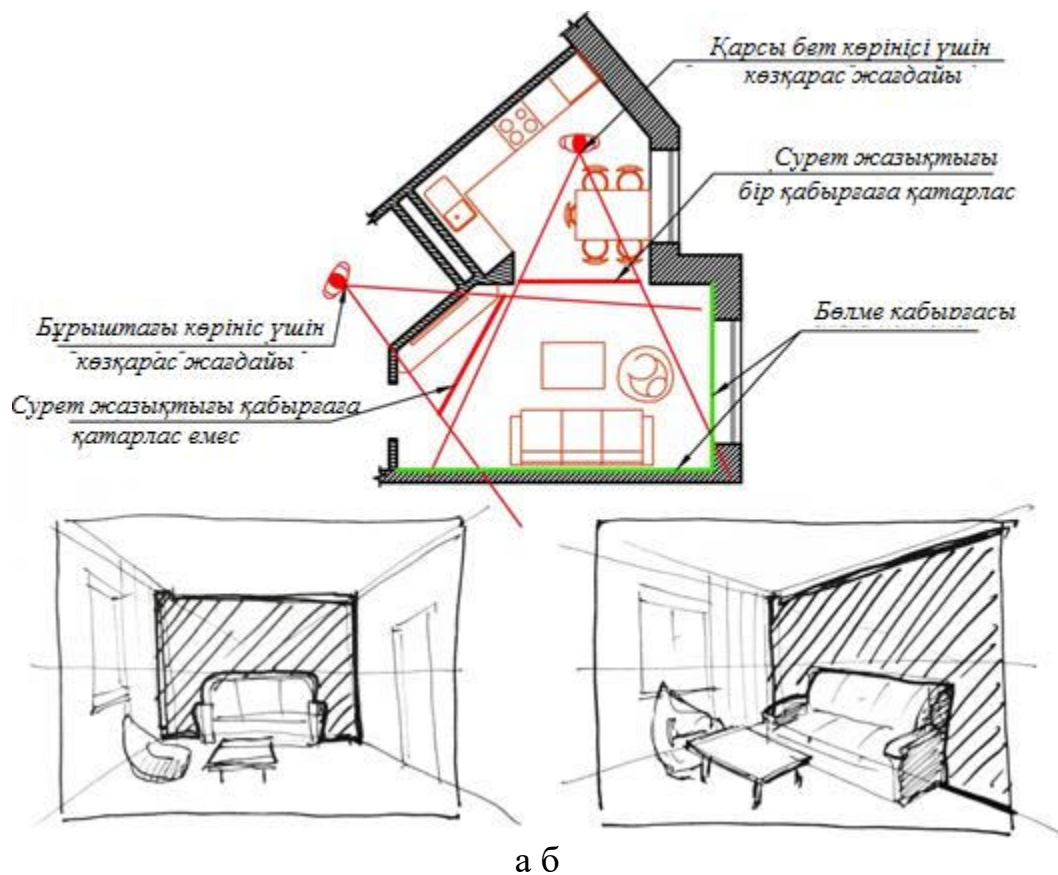 Қарсы бет көрінісі үшін
көзқарас жағдайы
Сурет жазықтығы
бір қабырғаға қатарлас
Бұрыштағы көрініс үшін
көзқарас жағдайы
Бөлме кабырғасы
Сурет жазықтығы қабырғаға
қатарлас емес
а б